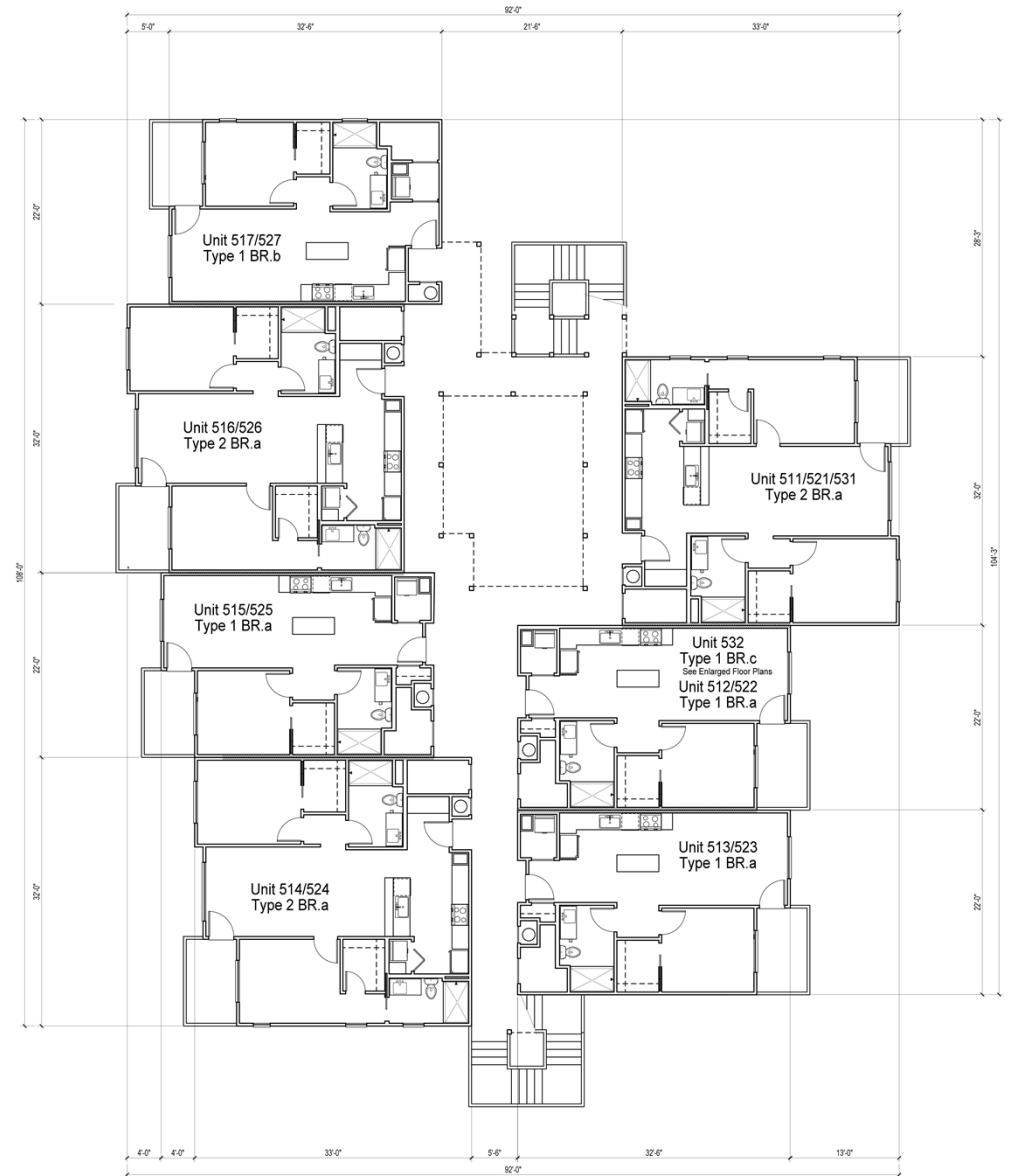 92'-0"
5'-0"
32'-6"
21'-6"
33'-0"
22'-0"
28'-3"
Unit 517/527
Type 1 BR.b
32'-0"
Unit 516/526
Type 2 BR.a
Unit 511/521/531
Type 2 BR.a
32'-0"
108'-0"
104'-3"
Unit 515/525
Type 1 BR.a
22'-0"
Unit 532
Type 1 BR.c
See Enlarged Floor Plans
Unit 512/522
Type 1 BR.a
22'-0"
Unit 514/524
Type 2 BR.a
32'-0"
Unit 513/523
Type 1 BR.a
22'-0"
4'-0"
4'-0"
33'-0"
5'-6"
32'-6"
13'-0"
92'-0"